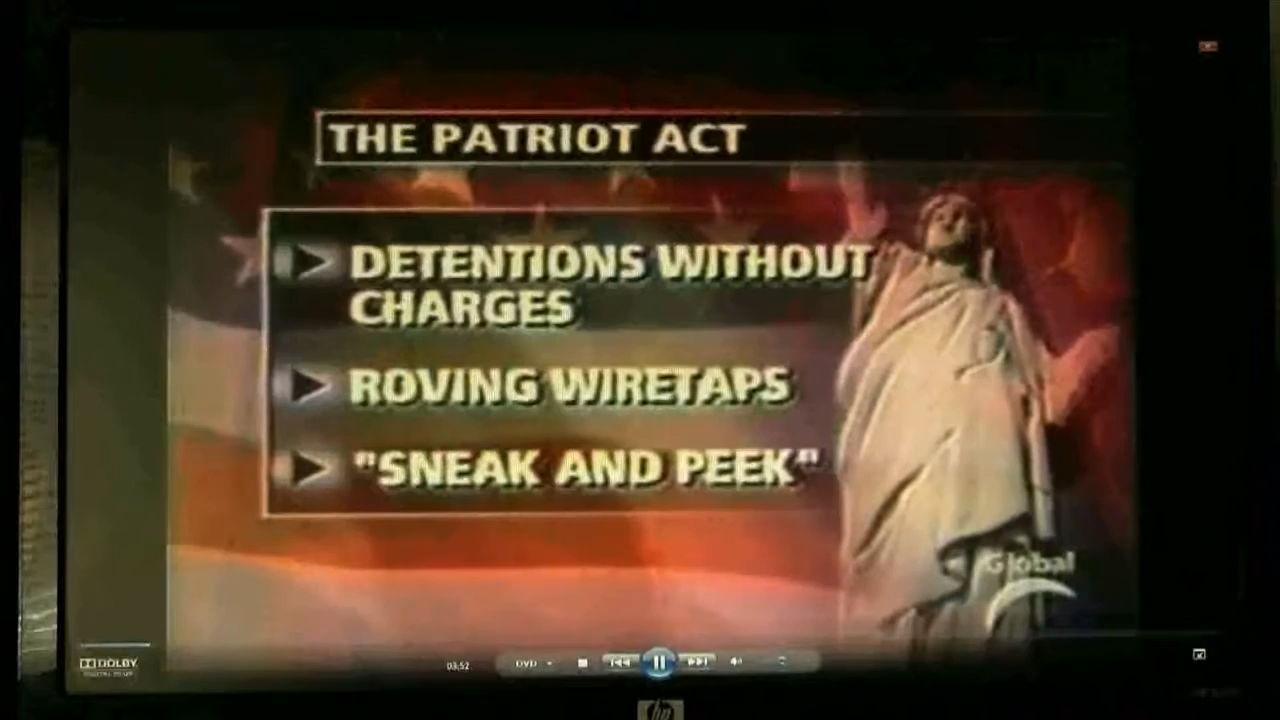 THE PATRIOT ACT
DETENTIONS WITHOUT
CHARGES
ROVING WIRETAPS
"SNEAK AND PEEK"
Global
DOLBY
03:52
DVD
hp